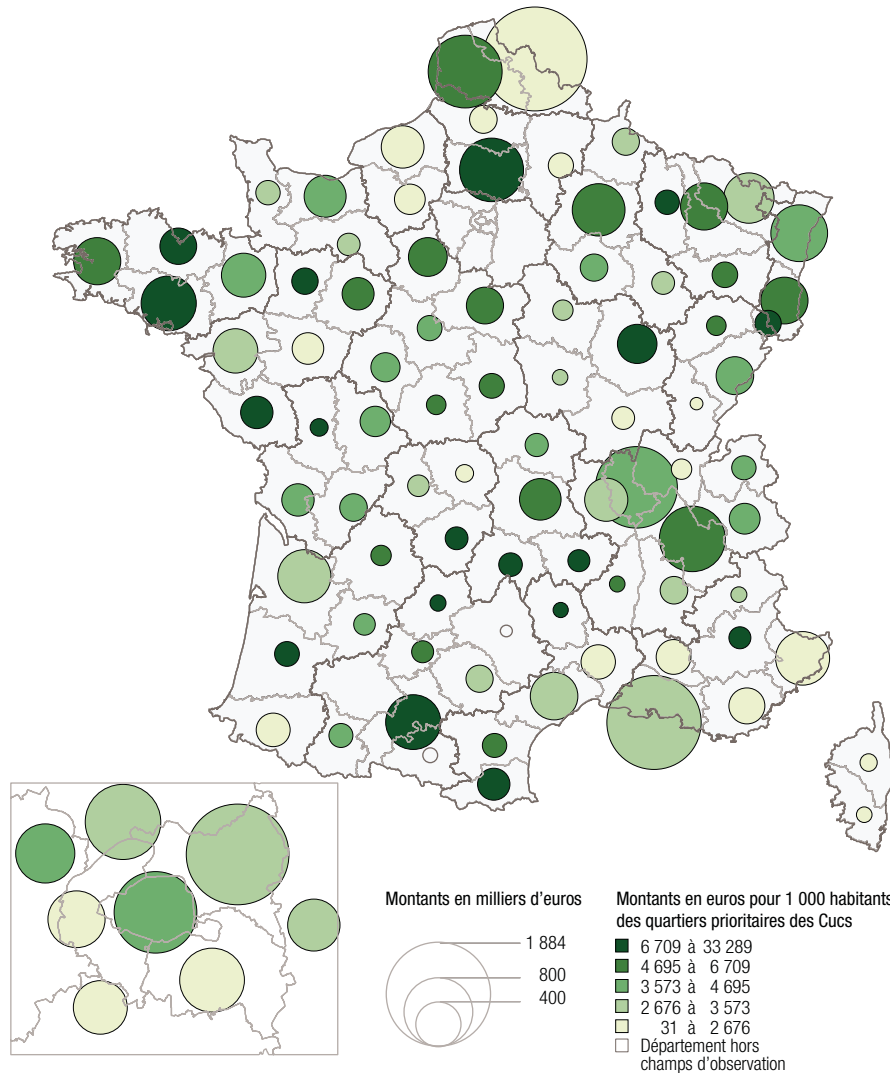 Montants en milliers d'euros
1 884
800
400
Montants en euros pour 1 000 habitants
des quartiers prioritaires des Cucs
6 709 à 33 289
4 695 à 6 709
3 573 à 4 695
2 676 à 3 573
31 à 2 676
Département hors
champs d'observation